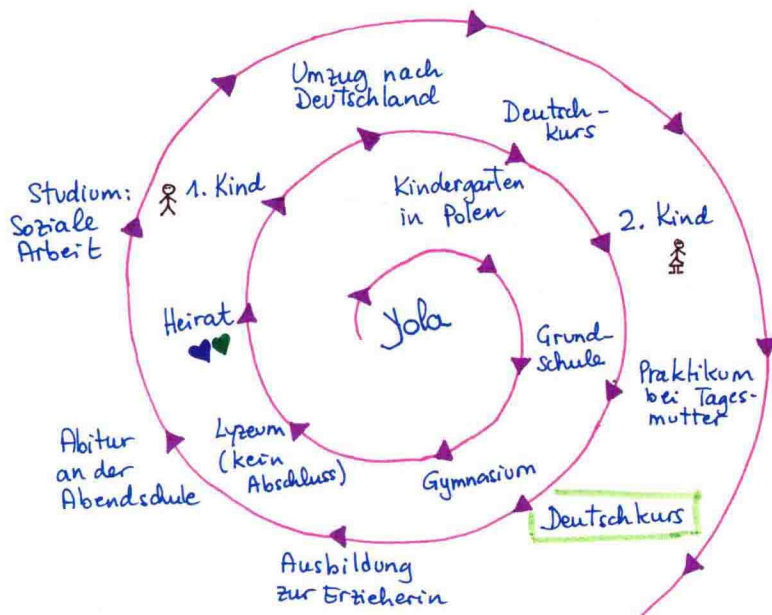 Yola
Kindergarten
in Polen
Grund-
schule
Gymnasium
Lyzeum
(kein
Abschluss)
Heirat
1. Kind
Umzug nach
Deutschland
Deutsch-
kurs
2. Kind
Praktikum
bei Tages-
mutter
Deutschkurs
Ausbildung
zur Erzieherin
Abitur
an der
Abendschule
Studium:
Soziale
Arbeit